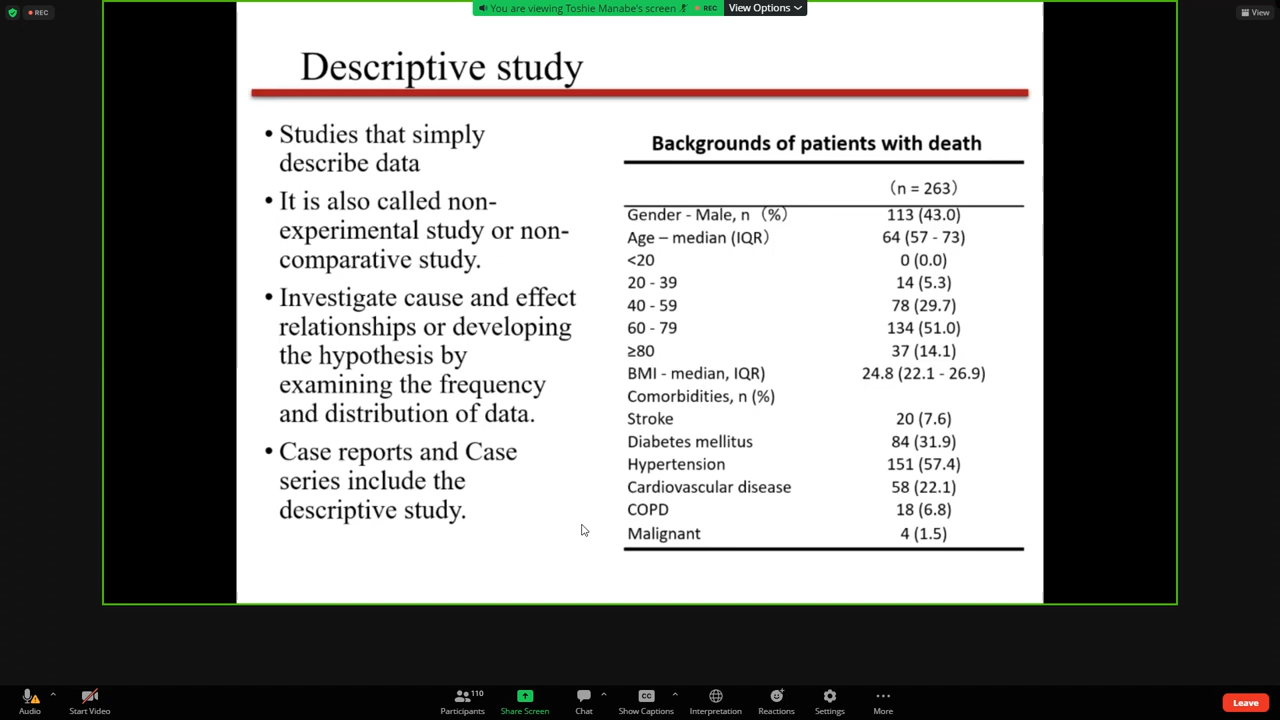 REC
You are viewing Toshie Manabe's screen
REC
View Options
View
Descriptive study
• Studies that simply
describe data
• It is also called non-
experimental study or non-
comparative study.
• Investigate cause and effect
relationships or developing
the hypothesis by
examining the frequency
and distribution of data.
• Case reports and Case
series include the
descriptive study.
Backgrounds of patients with death
(n = 263)
Gender - Male, n (%) 113 (43.0)
Age – median (IQR) 64 (57 - 73)
<20 0 (0.0)
20 - 39 14 (5.3)
40 - 59 78 (29.7)
60 - 79 134 (51.0)
≥80 37 (14.1)
BMI - median, IQR) 24.8 (22.1 - 26.9)
Comorbidities, n (%)
Stroke 20 (7.6)
Diabetes mellitus 84 (31.9)
Hypertension 151 (57.4)
Cardiovascular disease 58 (22.1)
COPD 18 (6.8)
Malignant 4 (1.5)
Audio
Start Video
Participants 110
Share Screen
Chat
CC
Show Captions
Interpretation
Reactions
Settings
More
Leave